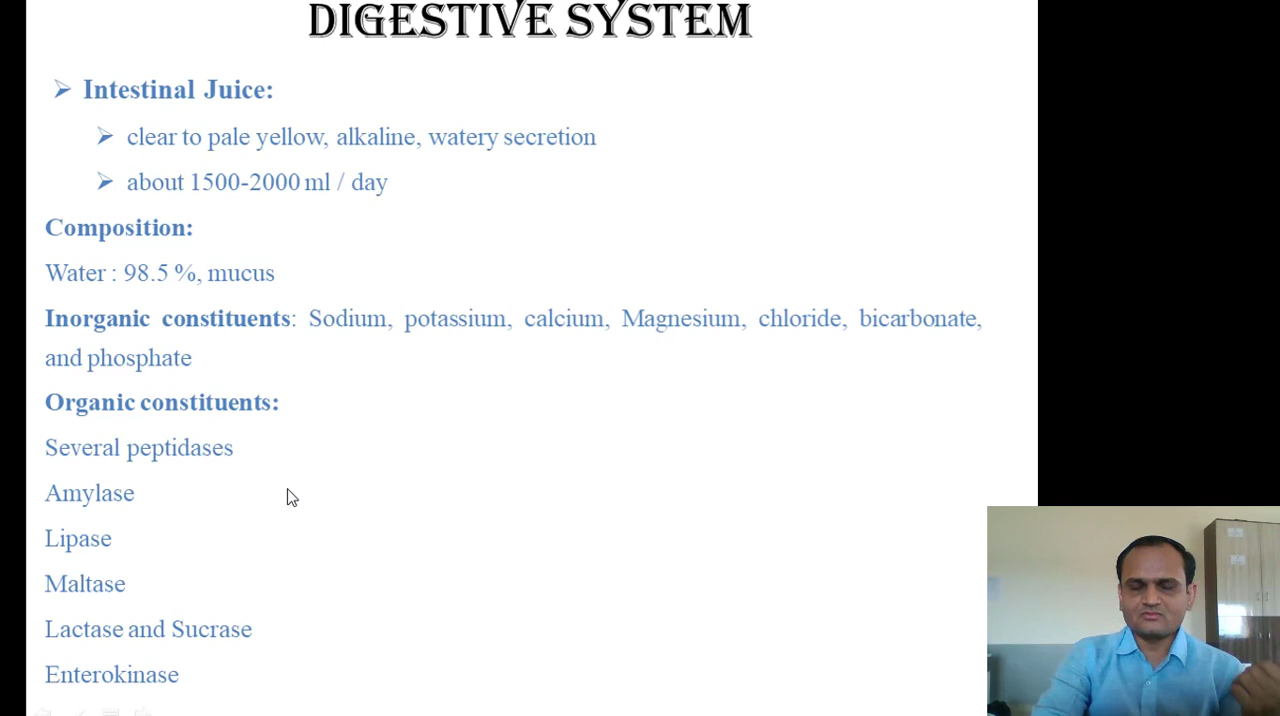 DIGESTIVE SYSTEM
Intestinal Juice:
clear to pale yellow, alkaline, watery secretion
about 1500-2000 ml / day
Composition:
Water : 98.5 %, mucus
Inorganic constituents: Sodium, potassium, calcium, Magnesium, chloride, bicarbonate,
and phosphate
Organic constituents:
Several peptidases
Amylase
Lipase
Maltase
Lactase and Sucrase
Enterokinase